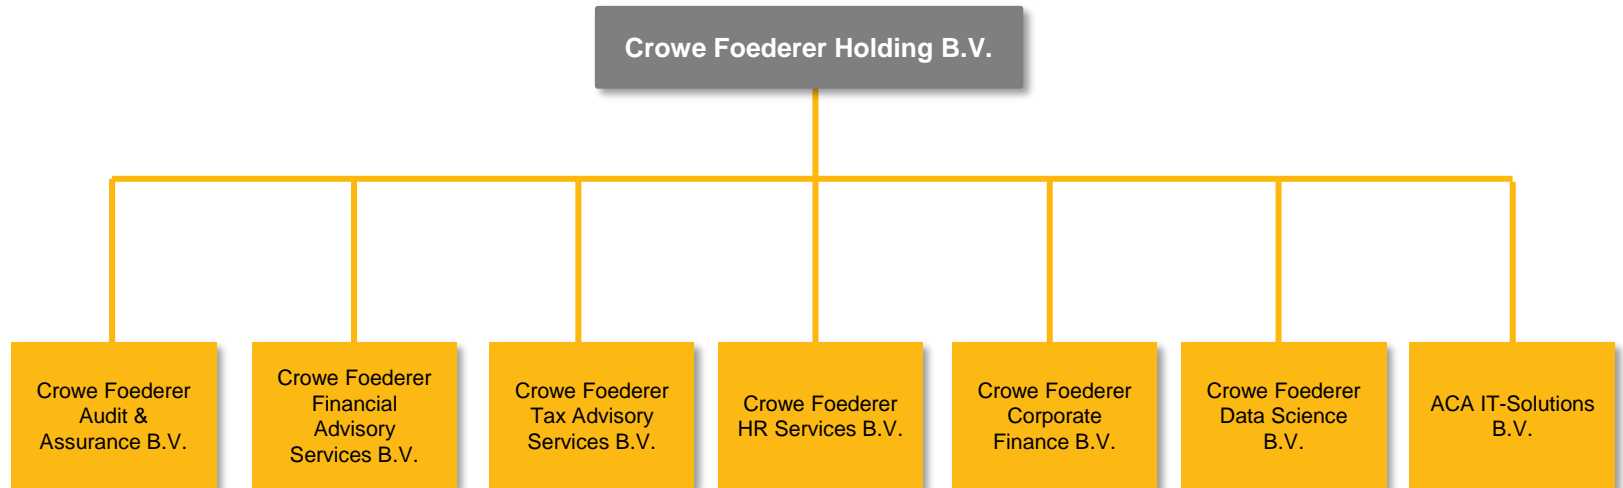 Crowe Foederer Holding B.V.
Crowe Foederer
Audit &
Assurance B.V.
Crowe Foederer
Financial
Advisory
Services B.V.
Crowe Foederer
Tax Advisory
Services B.V.
Crowe Foederer
HR Services B.V.
Crowe Foederer
Corporate
Finance B.V.
Crowe Foederer
Data Science
B.V.
ACA IT-Solutions
B.V.